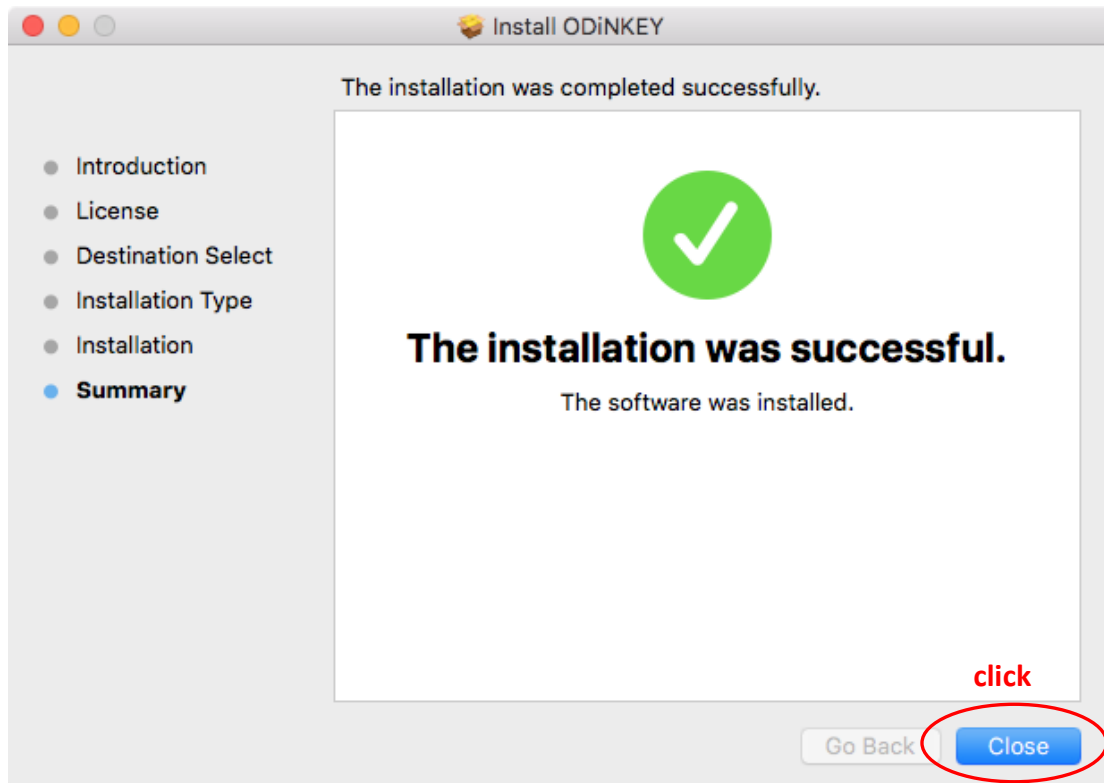 Install ODiNKEY
The installation was completed successfully.
Introduction
License
Destination Select
Installation Type
Installation
Summary
The installation was successful.
The software was installed.
click
Go Back
Close